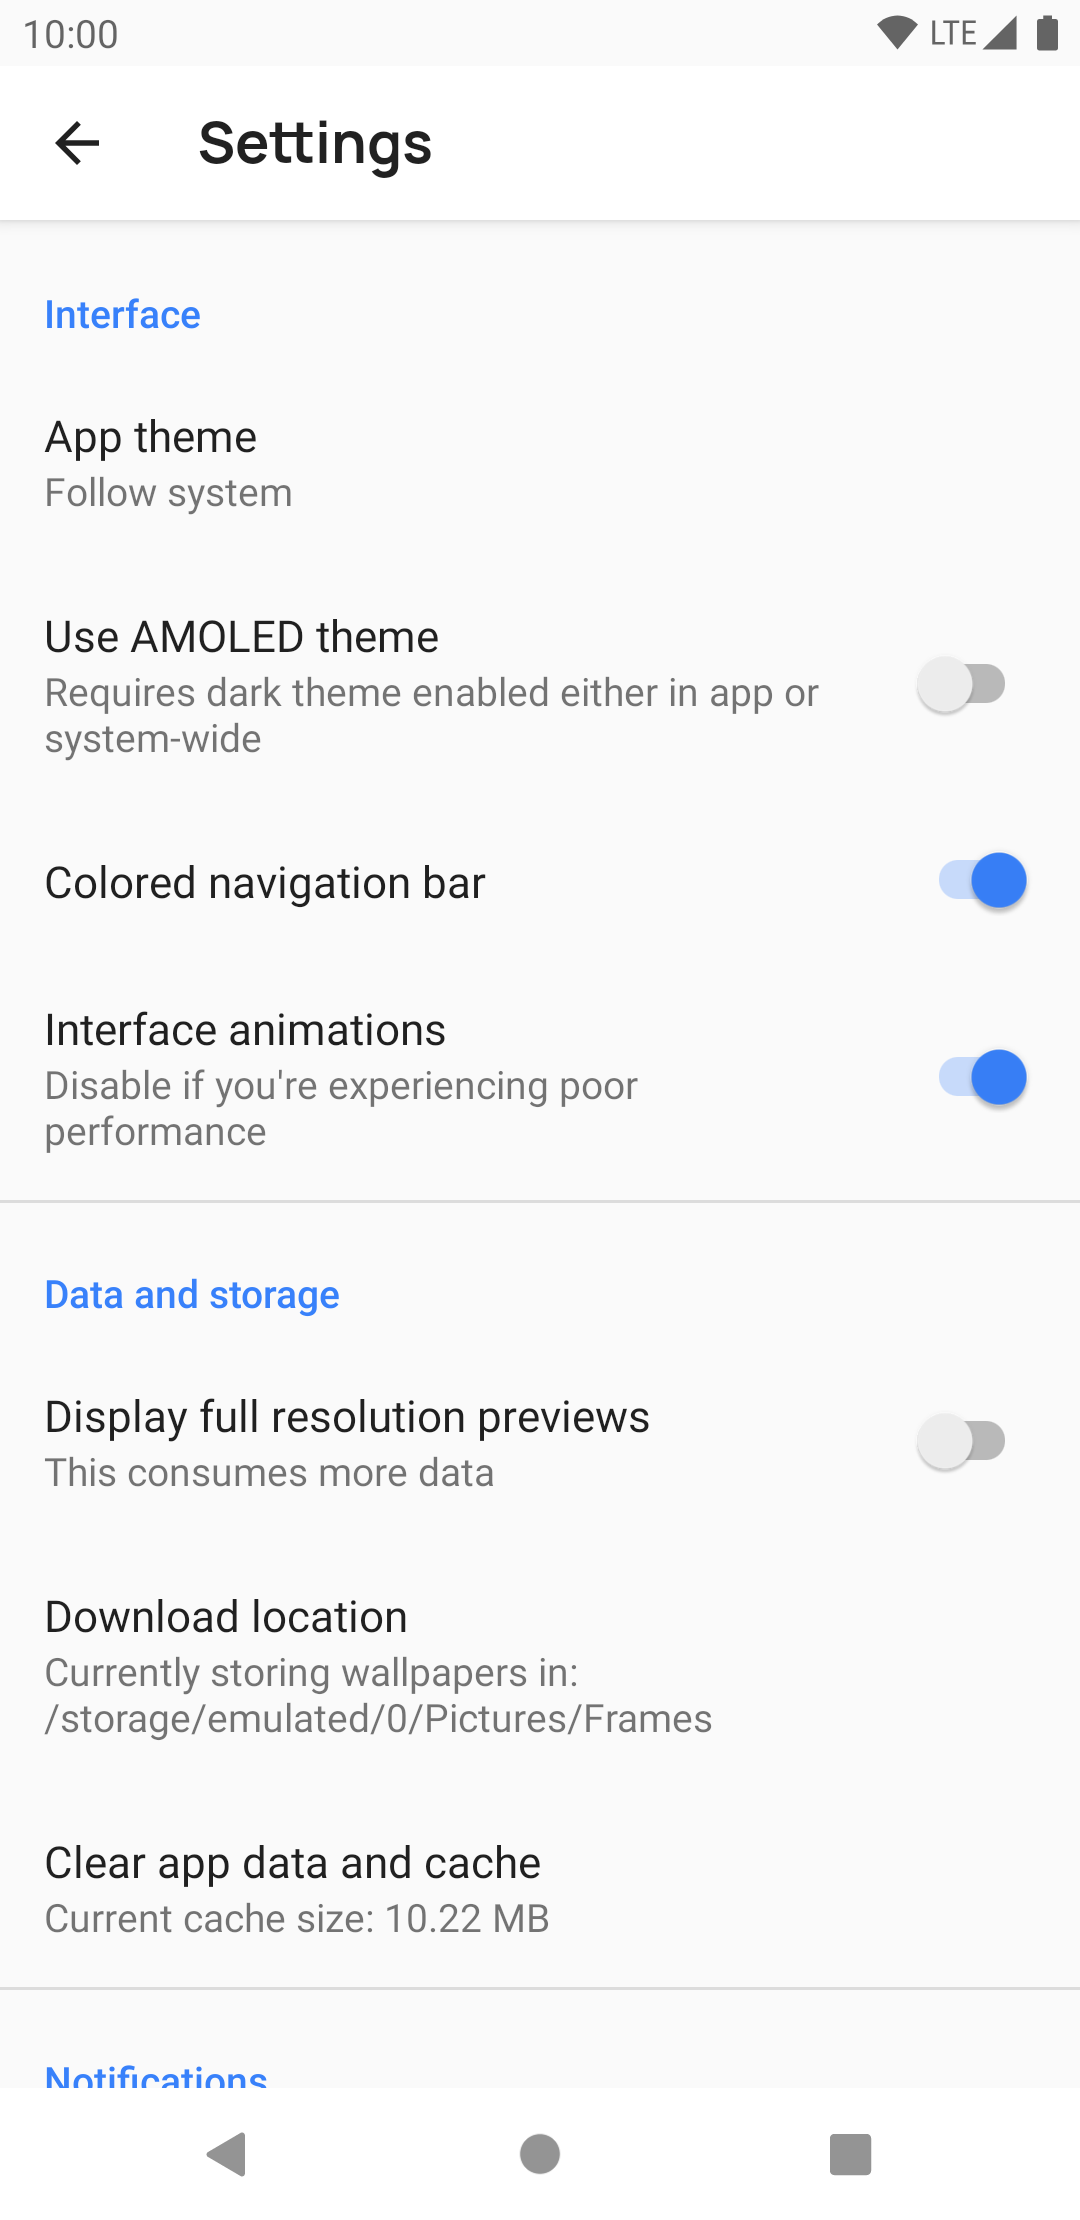 10:00
LTE
Settings
Interface
App theme
Follow system
Use AMOLED theme
Requires dark theme enabled either in app or
system-wide
Colored navigation bar
Interface animations
Disable if you're experiencing poor
performance
Data and storage
Display full resolution previews
This consumes more data
Download location
Currently storing wallpapers in:
/storage/emulated/0/Pictures/Frames
Clear app data and cache
Current cache size: 10.22 MB
Notifications